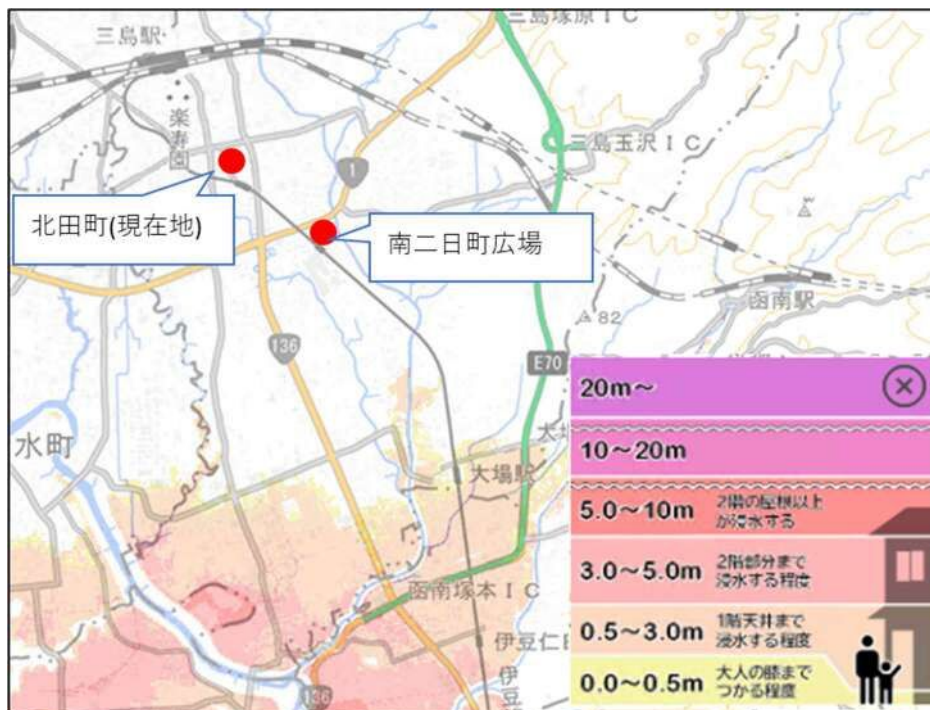 三島塚原IC
三島駅
楽寿園
三島玉沢IC
1
北田町(現在地)
南二日町広場
函南駅
82
136
E70
水町
大場
大場駅
函南塚本IC
伊豆仁田
伊豆
136
20m～
10～20m
5.0～10m 2階の屋根以上
が浸水する
3.0～5.0m 2階部分まで
浸水する程度
0.5～3.0m 1階天井まで
浸水する程度
0.0～0.5m 大人の膝まで
つかる程度